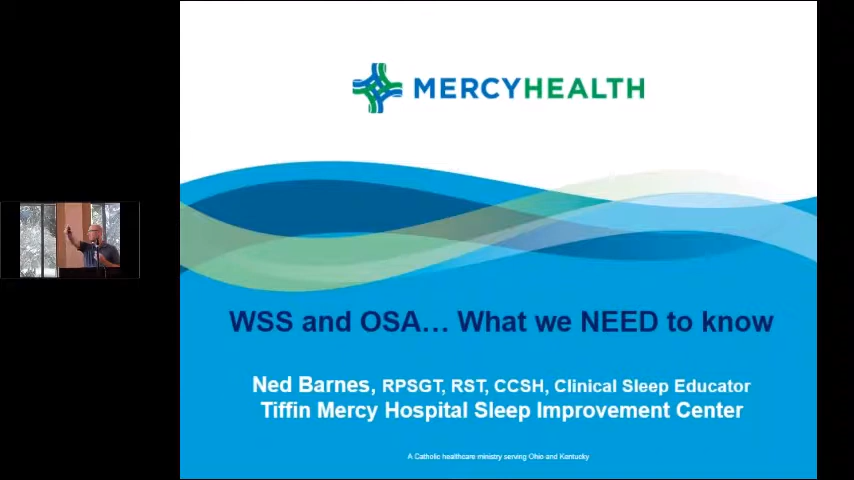 MERCYHEALTH
WSS and OSA… What we NEED to know
Ned Barnes, RPSGT, RST, CCSH, Clinical Sleep Educator
Tiffin Mercy Hospital Sleep Improvement Center
A Catholic healthcare ministry serving Ohio and Kentucky